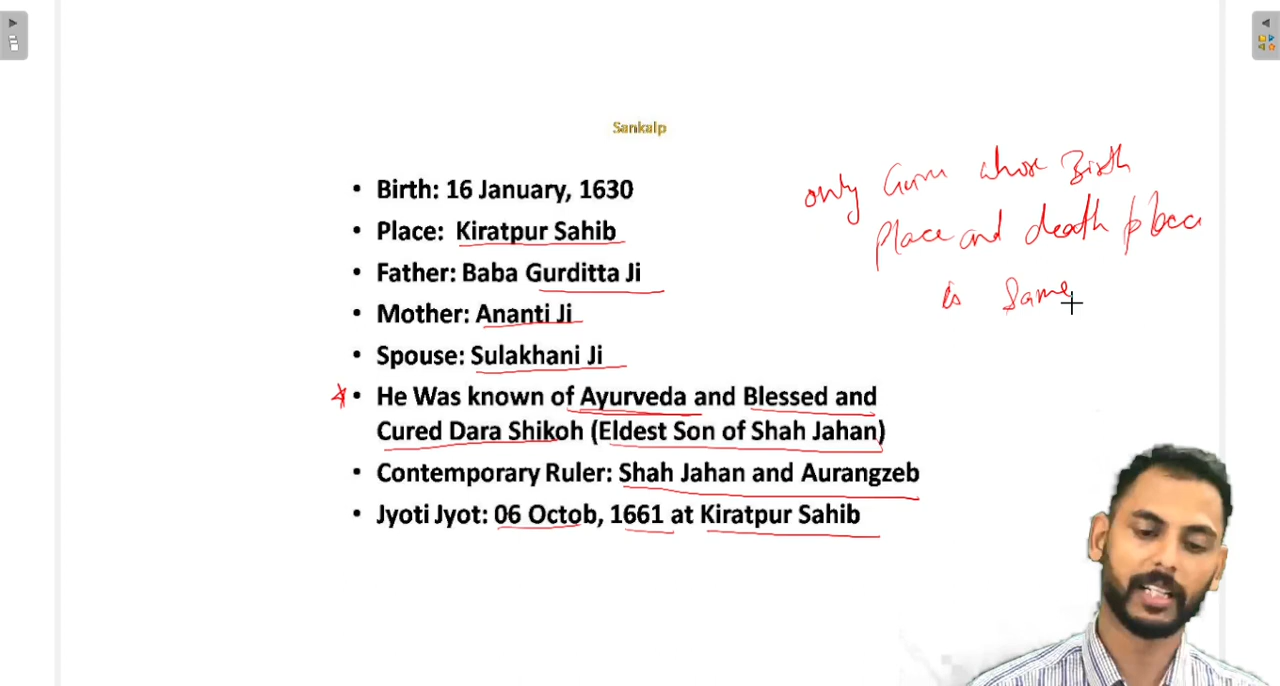 Sankalp
• Birth: 16 January, 1630
• Place: Kiratpur Sahib
• Father: Baba Gurditta Ji
• Mother: Ananti Ji
• Spouse: Sulakhani Ji
• He Was known of Ayurveda and Blessed and
Cured Dara Shikoh (Eldest Son of Shah Jahan)
• Contemporary Ruler: Shah Jahan and Aurangzeb
• Jyoti Jyot: 06 Octob, 1661 at Kiratpur Sahib
only Guru whose Birth
place and death place
is Same